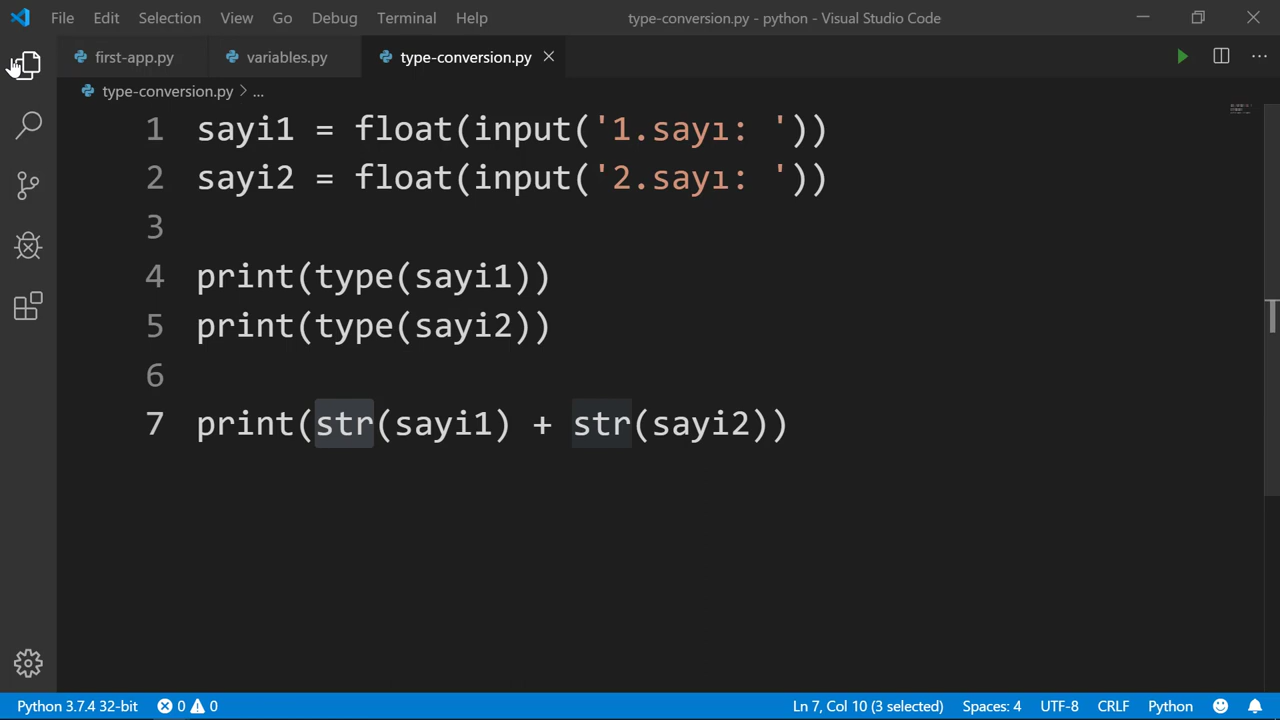 File Edit Selection View Go Debug Terminal Help type-conversion.py - python - Visual Studio Code
first-app.py variables.py type-conversion.py
type-conversion.py > ...
1 sayi1 = float(input('1.sayı: '))
2 sayi2 = float(input('2.sayı: '))
3
4 print(type(sayi1))
5 print(type(sayi2))
6
7 print(str(sayi1) + str(sayi2))
Python 3.7.4 32-bit 0 0 Ln 7, Col 10 (3 selected) Spaces: 4 UTF-8 CRLF Python